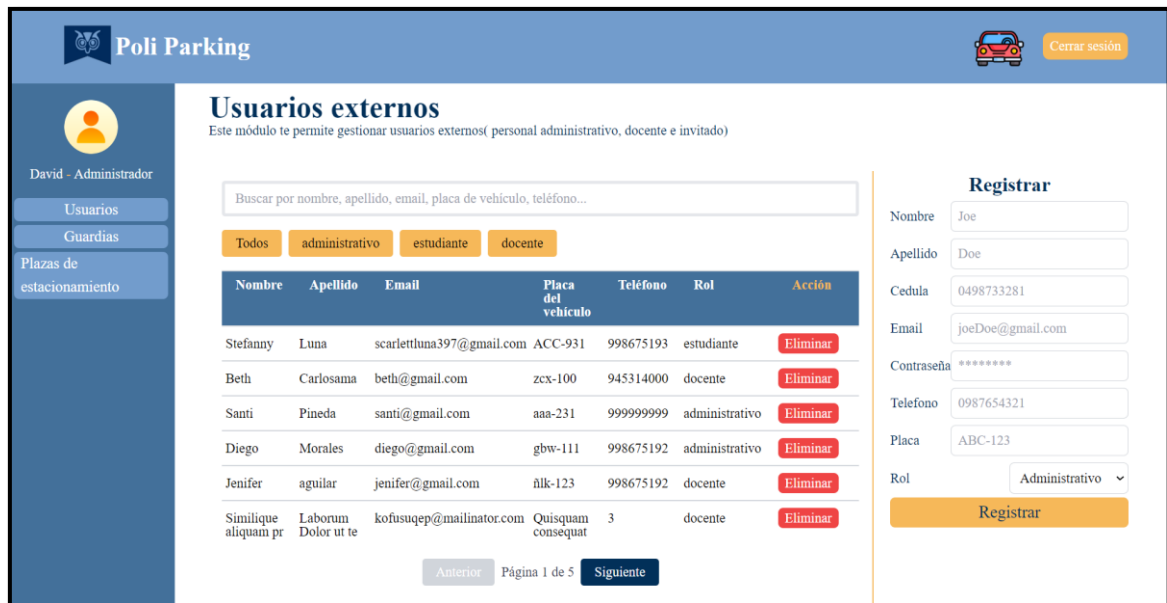 Poli Parking
Cerrar sesión
David - Administrador
Usuarios
Guardias
Plazas de
estacionamiento
Usuarios externos
Este módulo te permite gestionar usuarios externos( personal administrativo, docente e invitado)
Buscar por nombre, apellido, email, placa de vehículo, teléfono...
Todos administrativo estudiante docente
Nombre Apellido Email Placa del vehículo Teléfono Rol Acción
Stefanny Luna scarlettluna397@gmail.com ACC-931 998675193 estudiante Eliminar
Beth Carlosama beth@gmail.com zcx-100 945314000 docente Eliminar
Santi Pineda santi@gmail.com aaa-231 999999999 administrativo Eliminar
Diego Morales diego@gmail.com gbw-111 998675192 administrativo Eliminar
Jenifer aguilar jenifer@gmail.com ñlk-123 998675192 docente Eliminar
Similique aliquam pr Laborum Dolor ut te kofusuqep@mailinator.com Quisquam consequat 3 docente Eliminar
Anterior Página 1 de 5 Siguiente
Registrar
Nombre Joe
Apellido Doe
Cedula 0498733281
Email joeDoe@gmail.com
Contraseña ********
Telefono 0987654321
Placa ABC-123
Rol Administrativo
Registrar